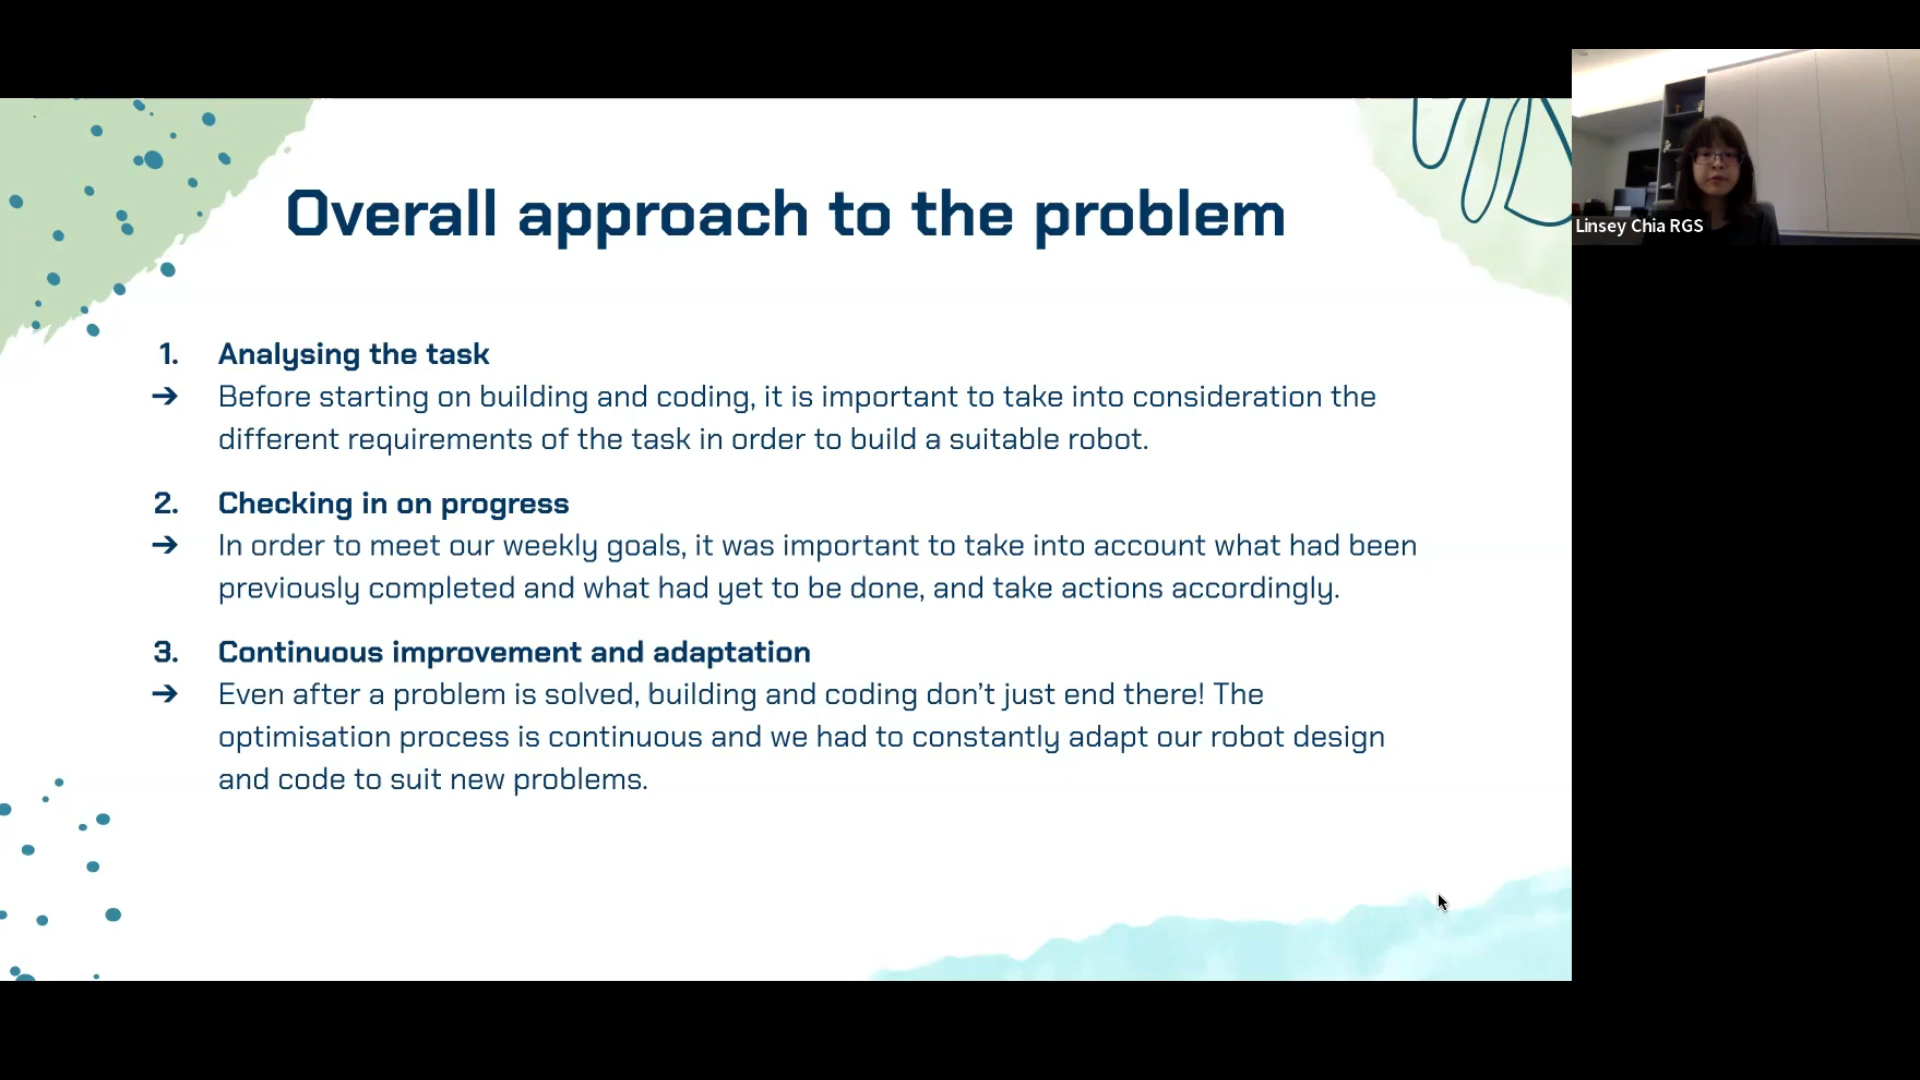 Overall approach to the problem
1. Analysing the task
➔ Before starting on building and coding, it is important to take into consideration the
different requirements of the task in order to build a suitable robot.
2. Checking in on progress
➔ In order to meet our weekly goals, it was important to take into account what had been
previously completed and what had yet to be done, and take actions accordingly.
3. Continuous improvement and adaptation
➔ Even after a problem is solved, building and coding don't just end there! The
optimisation process is continuous and we had to constantly adapt our robot design
and code to suit new problems.
Linsey Chia RGS